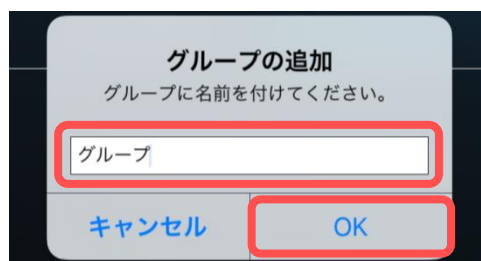 グループの追加
グループに名前を付けてください。
グループ
キャンセル
OK